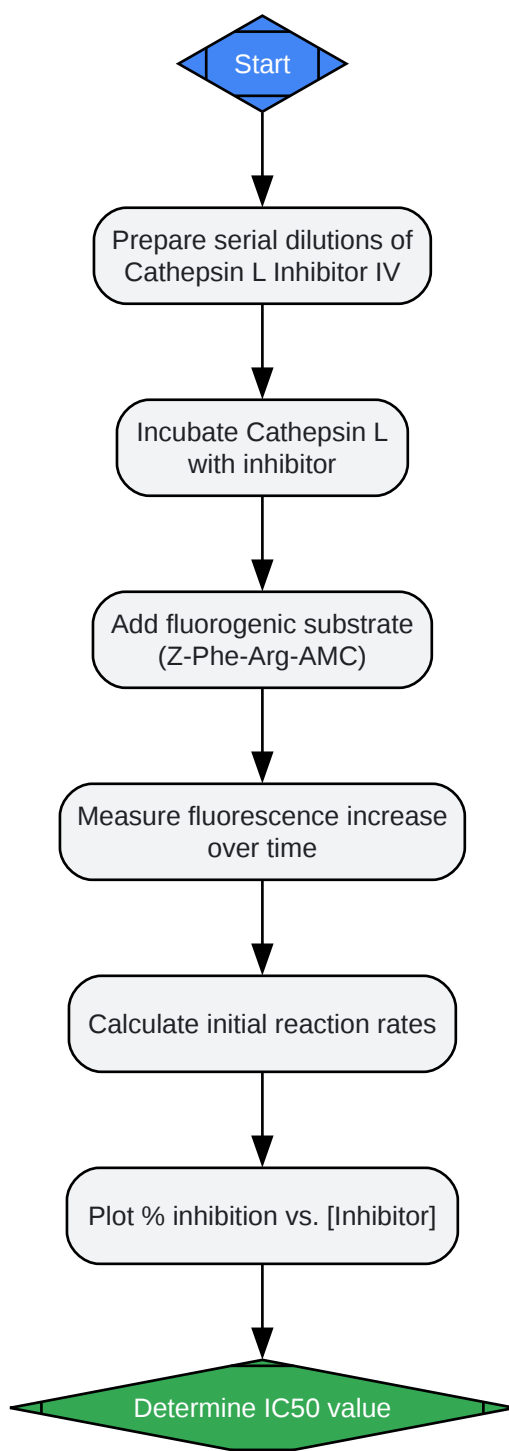 Start
Prepare serial dilutions of
Cathepsin L Inhibitor IV
Incubate Cathepsin L
with inhibitor
Add fluorogenic substrate
(Z-Phe-Arg-AMC)
Measure fluorescence increase
over time
Calculate initial reaction rates
Plot % inhibition vs. [Inhibitor]
Determine IC50 value